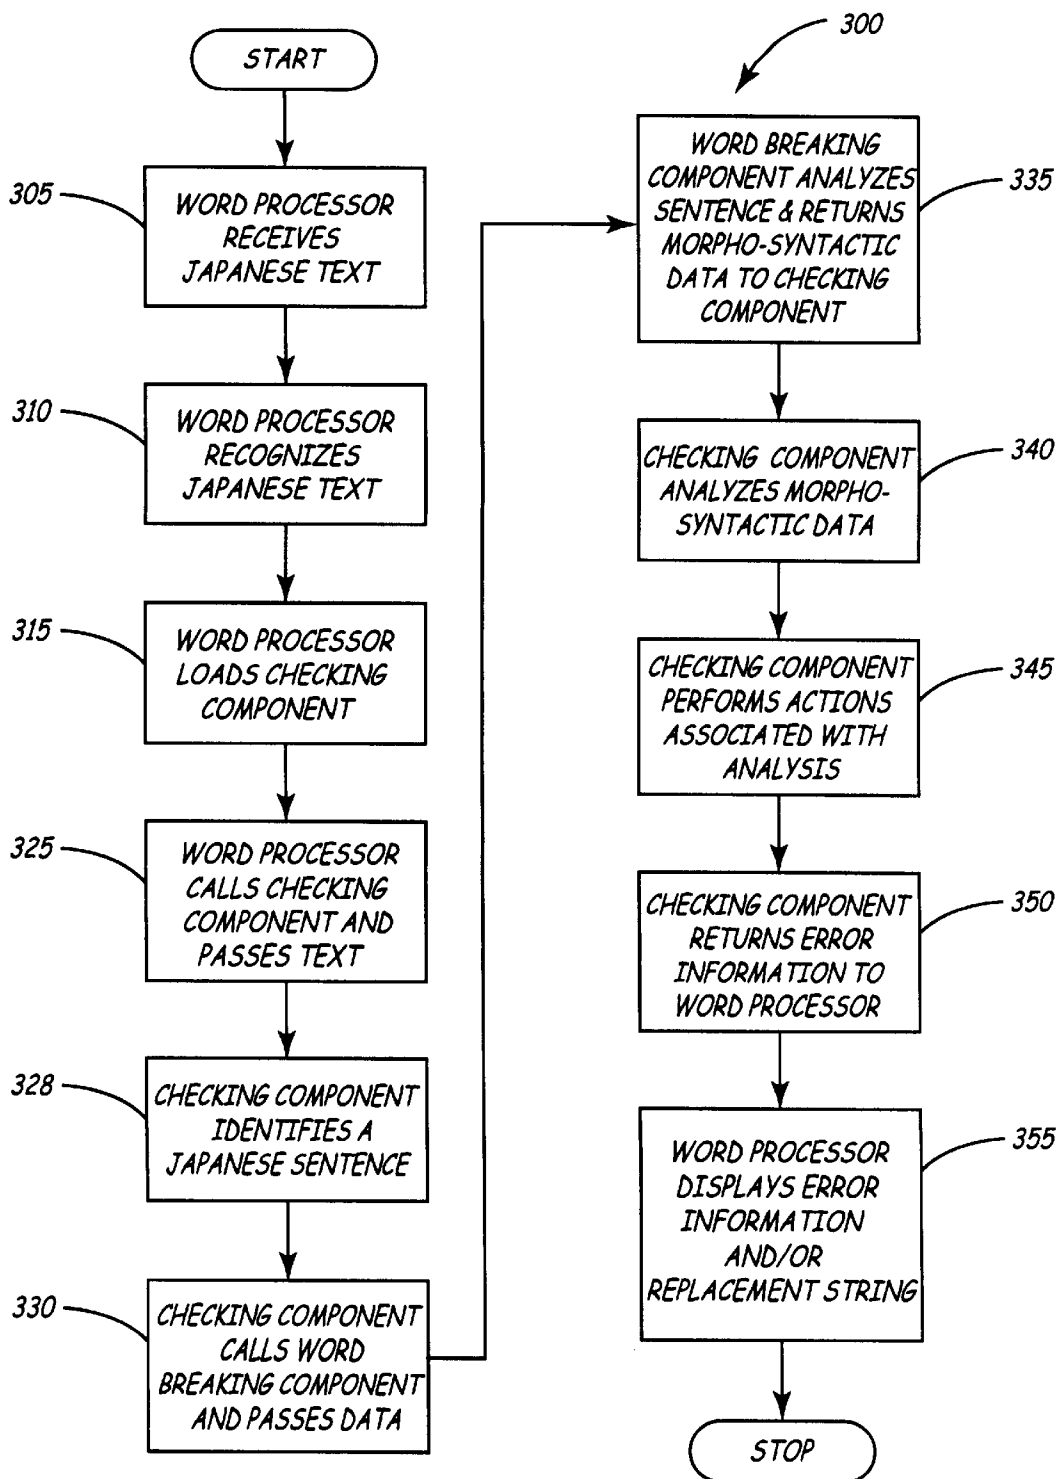 START
305
WORD PROCESSOR
RECEIVES
JAPANESE TEXT
310
WORD PROCESSOR
RECOGNIZES
JAPANESE TEXT
315
WORD PROCESSOR
LOADS CHECKING
COMPONENT
325
WORD PROCESSOR
CALLS CHECKING
COMPONENT AND
PASSES TEXT
328
CHECKING COMPONENT
IDENTIFIES A
JAPANESE SENTENCE
330
CHECKING COMPONENT
CALLS WORD
BREAKING COMPONENT
AND PASSES DATA
300
WORD BREAKING
COMPONENT ANALYZES
SENTENCE & RETURNS
MORPHO-SYNTACTIC
DATA TO CHECKING
COMPONENT
335
CHECKING COMPONENT
ANALYZES MORPHO-
SYNTACTIC DATA
340
CHECKING COMPONENT
PERFORMS ACTIONS
ASSOCIATED WITH
ANALYSIS
345
CHECKING COMPONENT
RETURNS ERROR
INFORMATION TO
WORD PROCESSOR
350
WORD PROCESSOR
DISPLAYS ERROR
INFORMATION
AND/OR
REPLACEMENT STRING
355
STOP